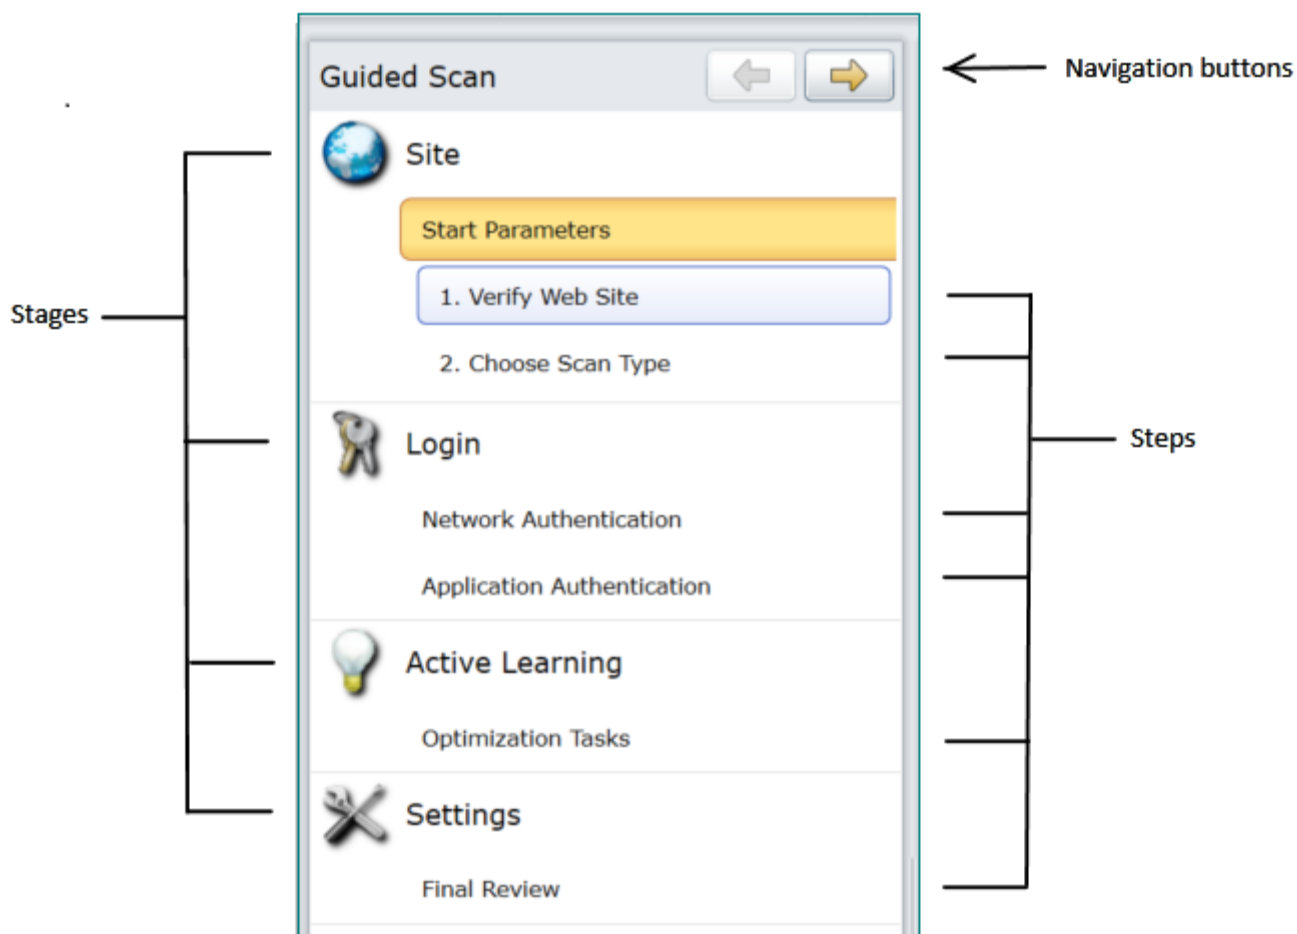 Guided Scan
Navigation buttons
Site
Start Parameters
1. Verify Web Site
Stages
2. Choose Scan Type
Login
Steps
Network Authentication
Application Authentication
Active Learning
Optimization Tasks
Settings
Final Review